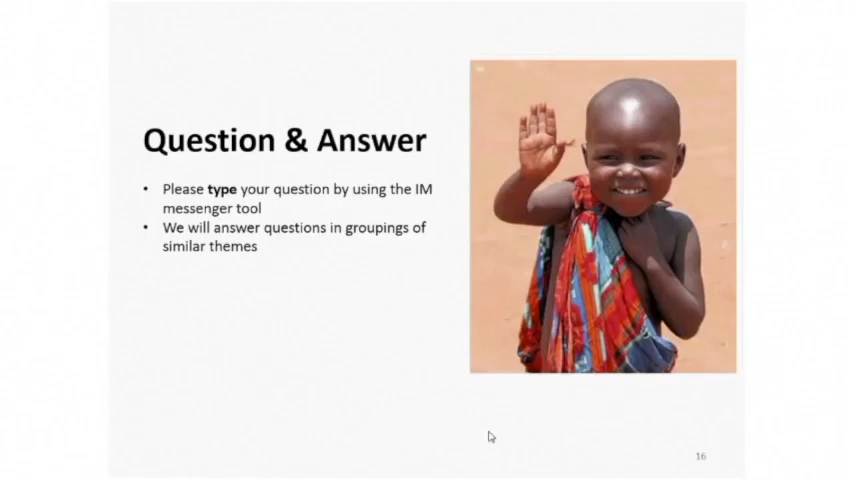 Question & Answer
• Please type your question by using the IM
messenger tool
• We will answer questions in groupings of
similar themes
16